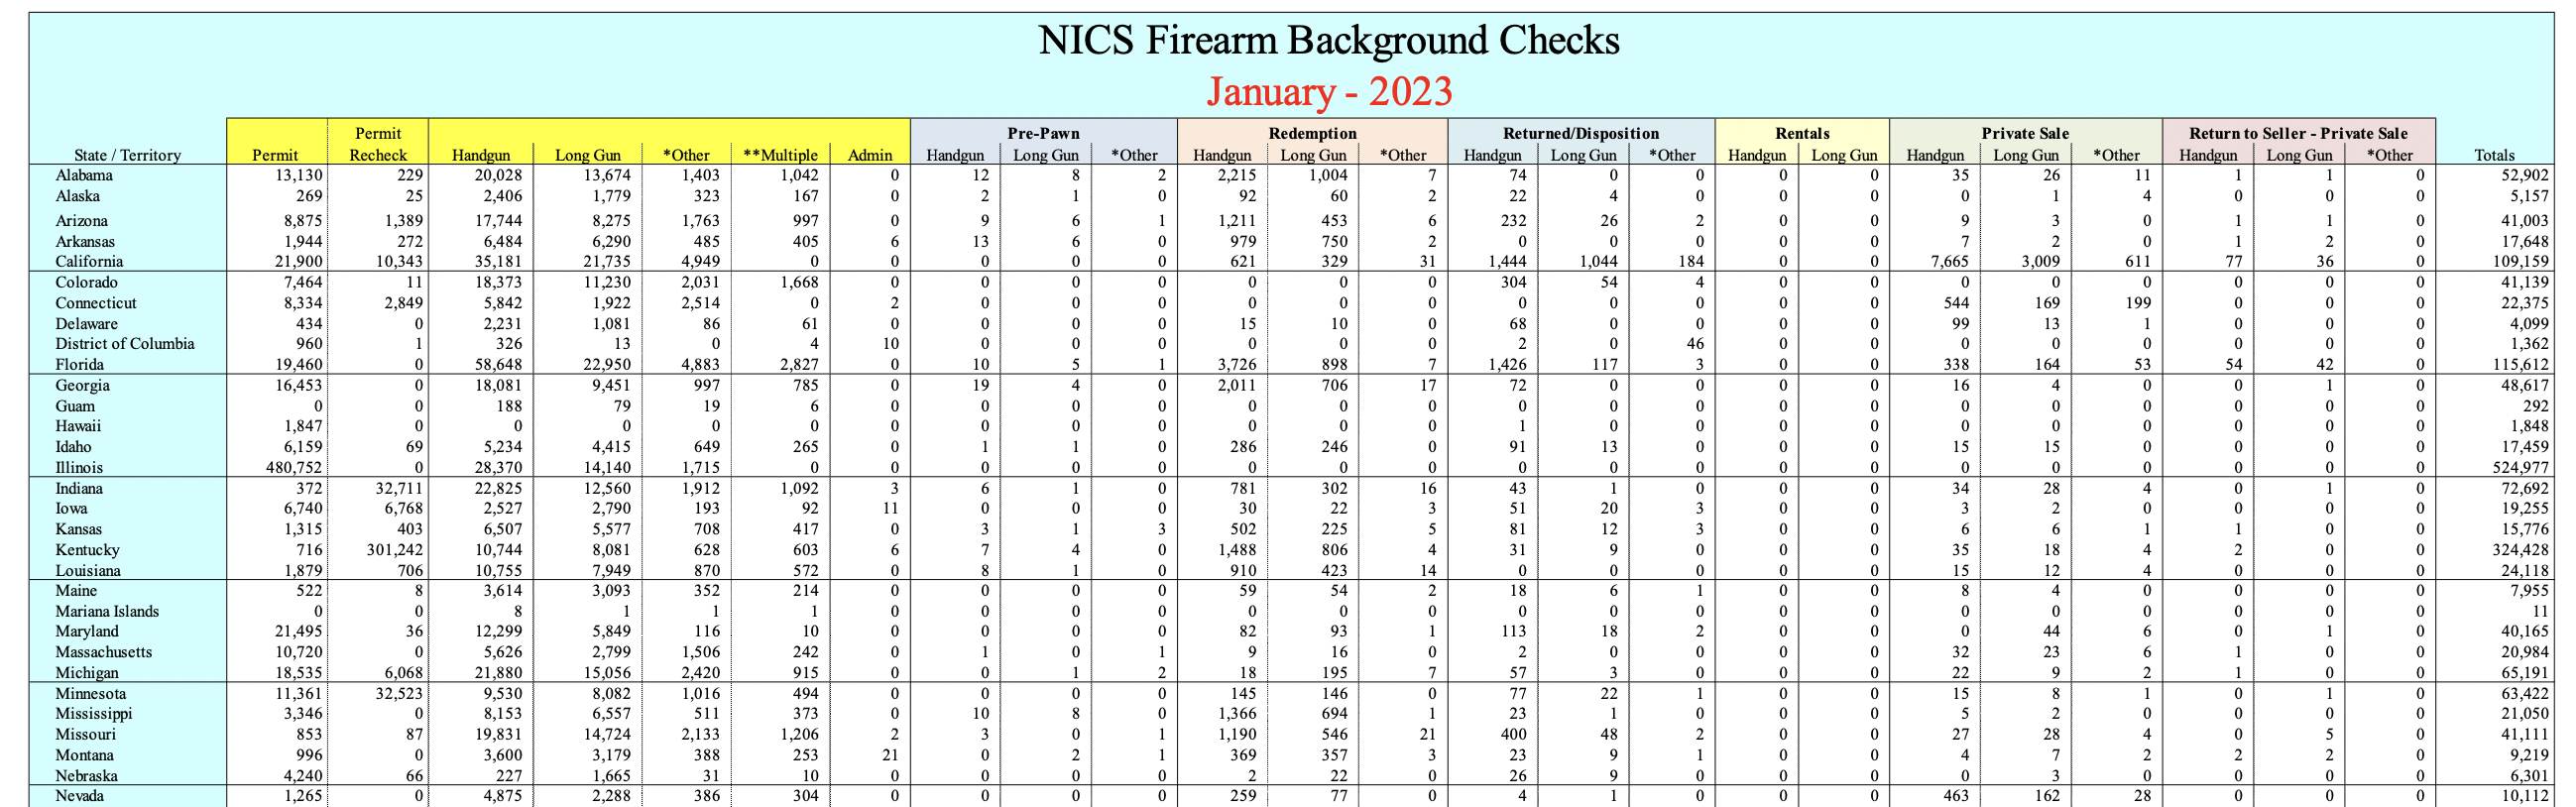 NICS Firearm Background Checks
January - 2023
Permit Pre-Pawn Redemption Returned/Disposition Rentals Private Sale Return to Seller - Private Sale
State / Territory Permit Recheck Handgun Long Gun *Other **Multiple Admin Handgun Long Gun *Other Handgun Long Gun *Other Handgun Long Gun *Other Handgun Long Gun Handgun Long Gun *Other Handgun Long Gun *Other Totals
Alabama 13,130 229 20,028 13,674 1,403 1,042 0 12 8 2 2,215 1,004 7 74 0 0 0 0 35 26 11 1 1 0 52,902
Alaska 269 25 2,406 1,779 323 167 0 2 1 0 92 60 2 22 4 0 0 0 0 1 4 0 0 0 5,157
Arizona 8,875 1,389 17,744 8,275 1,763 997 0 9 6 1 1,211 453 6 232 26 2 0 0 9 3 0 1 1 0 41,003
Arkansas 1,944 272 6,484 6,290 485 405 6 13 6 0 979 750 2 0 0 0 0 0 7 2 0 1 2 0 17,648
California 21,900 10,343 35,181 21,735 4,949 0 0 0 0 0 621 329 31 1,444 1,044 184 0 0 7,665 3,009 611 77 36 0 109,159
Colorado 7,464 11 18,373 11,230 2,031 1,668 0 0 0 0 0 0 0 304 54 4 0 0 0 0 0 0 0 0 41,139
Connecticut 8,334 2,849 5,842 1,922 2,514 0 2 0 0 0 0 0 0 0 0 0 0 0 544 169 199 0 0 0 22,375
Delaware 434 0 2,231 1,081 86 61 0 0 0 0 15 10 0 68 0 0 0 0 99 13 1 0 0 0 4,099
District of Columbia 960 1 326 13 0 4 10 0 0 0 0 0 0 2 0 46 0 0 0 0 0 0 0 0 1,362
Florida 19,460 0 58,648 22,950 4,883 2,827 0 10 5 1 3,726 898 7 1,426 117 3 0 0 338 164 53 54 42 0 115,612
Georgia 16,453 0 18,081 9,451 997 785 0 19 4 0 2,011 706 17 72 0 0 0 0 16 4 0 0 1 0 48,617
Guam 0 0 188 79 19 6 0 0 0 0 0 0 0 0 0 0 0 0 0 0 0 0 0 0 292
Hawaii 1,847 0 0 0 0 0 0 0 0 0 0 0 0 1 0 0 0 0 0 0 0 0 0 0 1,848
Idaho 6,159 69 5,234 4,415 649 265 0 1 1 0 286 246 0 91 13 0 0 0 15 15 0 0 0 0 17,459
Illinois 480,752 0 28,370 14,140 1,715 0 0 0 0 0 0 0 0 0 0 0 0 0 0 0 0 0 0 0 524,977
Indiana 372 32,711 22,825 12,560 1,912 1,092 3 6 1 0 781 302 16 43 1 0 0 0 34 28 4 0 1 0 72,692
Iowa 6,740 6,768 2,527 2,790 193 92 11 0 0 0 30 22 3 51 20 3 0 0 3 2 0 0 0 0 19,255
Kansas 1,315 403 6,507 5,577 708 417 0 3 1 3 502 225 5 81 12 3 0 0 6 6 1 1 0 0 15,776
Kentucky 716 301,242 10,744 8,081 628 603 6 7 4 0 1,488 806 4 31 9 0 0 0 35 18 4 2 0 0 324,428
Louisiana 1,879 706 10,755 7,949 870 572 0 8 1 0 910 423 14 0 0 0 0 0 15 12 4 0 0 0 24,118
Maine 522 8 3,614 3,093 352 214 0 0 0 0 59 54 2 18 6 1 0 0 8 4 0 0 0 0 7,955
Mariana Islands 0 0 8 1 1 1 0 0 0 0 0 0 0 0 0 0 0 0 0 0 0 0 0 0 11
Maryland 21,495 36 12,299 5,849 116 10 0 0 0 0 82 93 1 113 18 2 0 0 0 44 6 0 1 0 40,165
Massachusetts 10,720 0 5,626 2,799 1,506 242 0 1 0 1 9 16 0 2 0 0 0 0 32 23 6 1 0 0 20,984
Michigan 18,535 6,068 21,880 15,056 2,420 915 0 0 1 2 18 195 7 57 3 0 0 0 22 9 2 1 0 0 65,191
Minnesota 11,361 32,523 9,530 8,082 1,016 494 0 0 0 0 145 146 0 77 22 1 0 0 15 8 1 0 1 0 63,422
Mississippi 3,346 0 8,153 6,557 511 373 0 10 8 0 1,366 694 1 23 1 0 0 0 5 2 0 0 0 0 21,050
Missouri 853 87 19,831 14,724 2,133 1,206 2 3 0 1 1,190 546 21 400 48 2 0 0 27 28 4 0 5 0 41,111
Montana 996 0 3,600 3,179 388 253 21 0 2 1 369 357 3 23 9 1 0 0 4 7 2 2 2 0 9,219
Nebraska 4,240 66 227 1,665 31 10 0 0 0 0 2 22 0 26 9 0 0 0 0 3 0 0 0 0 6,301
Nevada 1,265 0 4,875 2,288 386 304 0 0 0 0 259 77 0 4 1 0 0 0 463 162 28 0 0 0 10,112